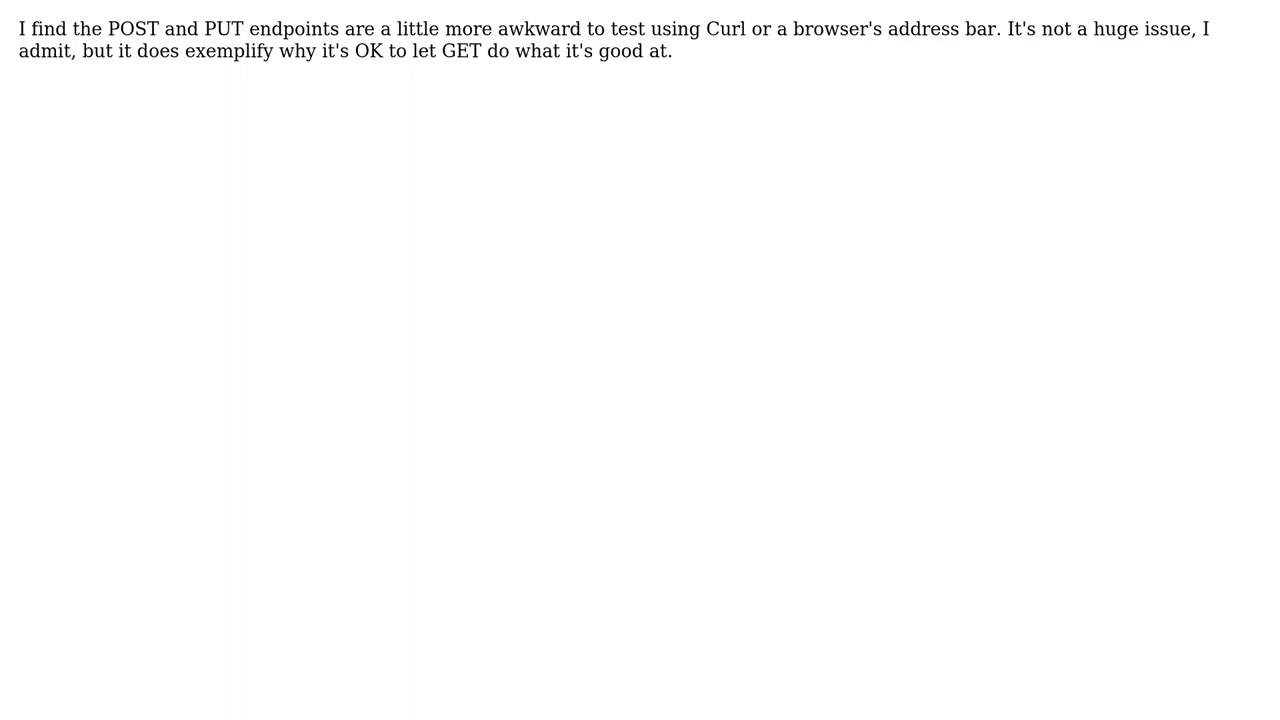 I find the POST and PUT endpoints are a little more awkward to test using Curl or a browser's address bar. It's not a huge issue, I
admit, but it does exemplify why it's OK to let GET do what it's good at.